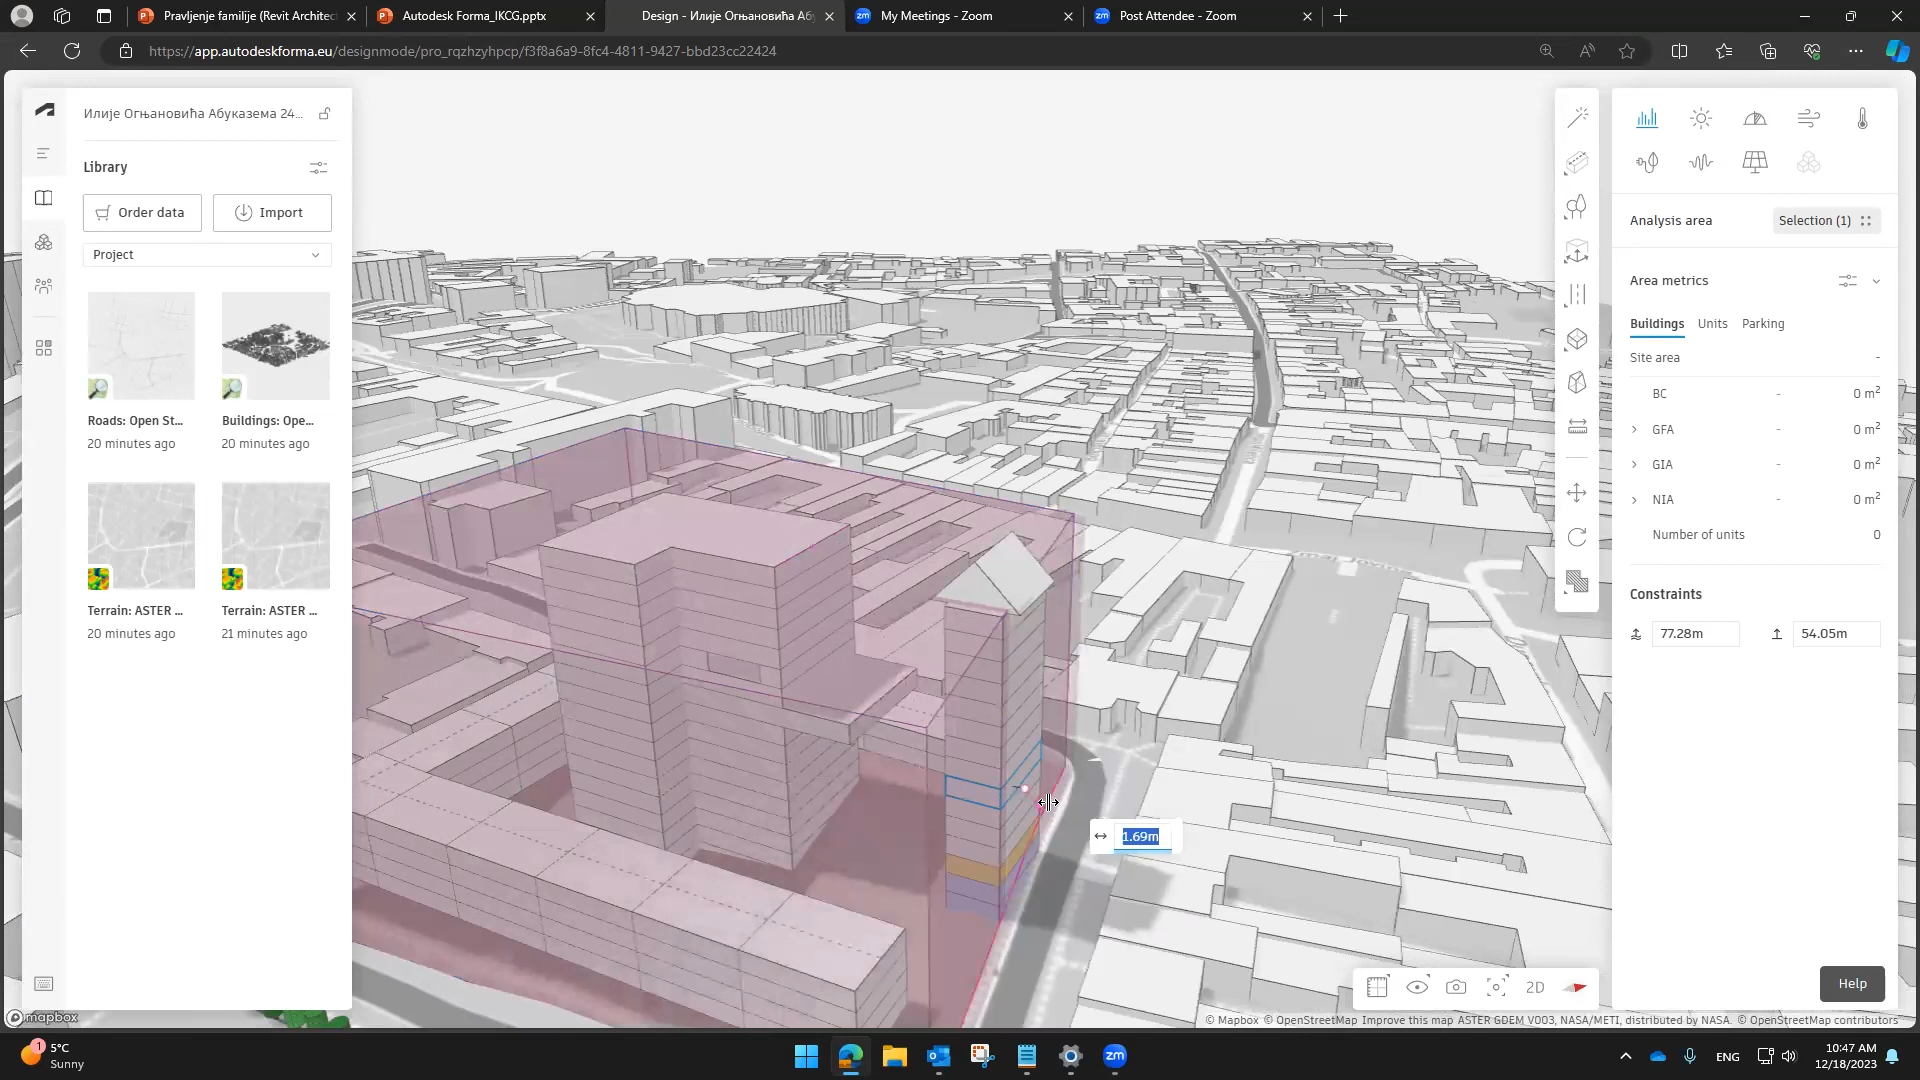 Pravljenje familije (Revit Architec
Autodesk Forma_IKCG.pptx
Design - Илије Огњановића Аб
My Meetings - Zoom
Post Attendee - Zoom
https://app.autodeskforma.eu/designmode/pro_rqzhzyhpcp/f3f8a6a9-8fc4-4811-9427-bbd23cc22424
Илије Огњановића Абуказема 24...
Library
Order data
Import
Project
Roads: Open St...
20 minutes ago
Buildings: Ope...
20 minutes ago
Terrain: ASTER ...
20 minutes ago
Terrain: ASTER ...
21 minutes ago
1.69m
Analysis area
Selection (1)
Area metrics
Buildings Units Parking
Site area -
BC - 0 m²
GFA - 0 m²
GIA - 0 m²
NIA - 0 m²
Number of units 0
Constraints
77.28m
54.05m
Help
2D
mapbox
© Mapbox © OpenStreetMap Improve this map ASTER GDEM V003, NASA/METI, distributed by NASA. © OpenStreetMap contributors
1
5°C
Sunny
ENG
10:47 AM
12/18/2023